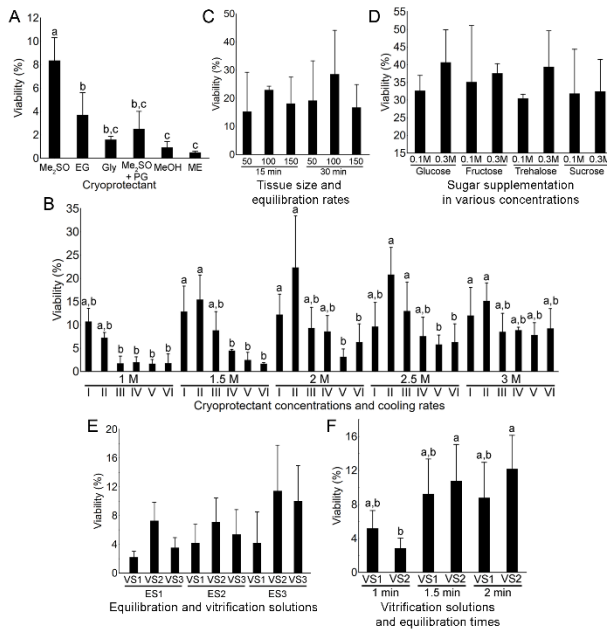 A
Viability (%)
12
10
8
6
4
2
0
a
b
b,c
b,c
c
c
Me2SO EG Gly Me2SO + PG MeOH ME
Cryoprotectant
C
Viability (%)
50
40
30
20
10
0
50 100 150 50 100 150
15 min 30 min
Tissue size and
equilibration rates
D
Viability (%)
55
50
45
40
35
30
25
20
15
0.1M 0.3M 0.1M 0.3M 0.1M 0.3M 0.1M 0.3M
Glucose Fructose Trehalose Sucrose
Sugar supplementation
in various concentrations
B
Viability (%)
35
30
25
20
15
10
5
0
a,b a,b b b b b a a a,b b b b a a a,b a,b b a,b a,b a a a,b b a,b a a a,b a,b a,b a,b
1 M 1.5 M 2 M 2.5 M 3 M
I II III IV V VI I II III IV V VI I II III IV V VI I II III IV V VI I II III IV V VI
Cryoprotectant concentrations and cooling rates
E
Viability (%)
20
16
12
8
4
0
VS1 VS2 VS3 VS1 VS2 VS3 VS1 VS2 VS3
ES1 ES2 ES3
Equilibration and vitrification solutions
F
Viability (%)
16
12
8
4
0
a,b b a,b a a,b a
VS1 VS2 VS1 VS2 VS1 VS2
1 min 1.5 min 2 min
Vitrification solutions
and equilibration times